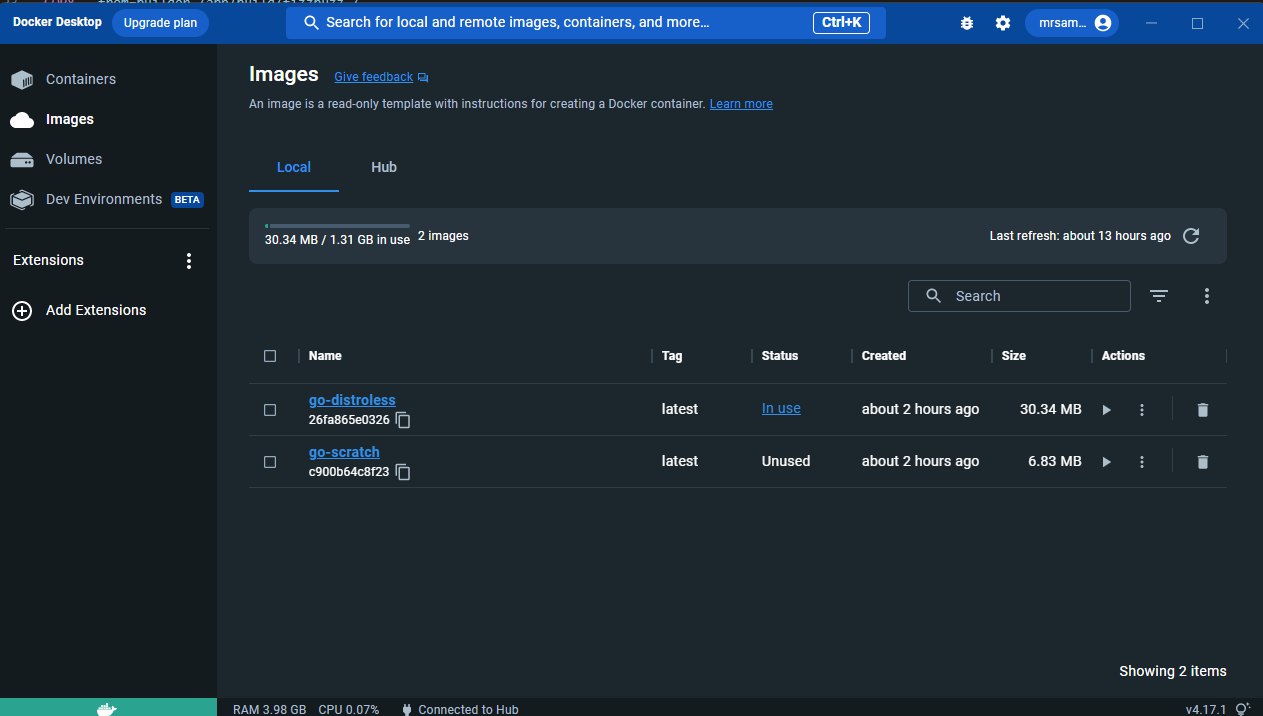 Docker Desktop Upgrade plan Search for local and remote images, containers, and more... Ctrl+K mrsam...
Containers
Images
Volumes
Dev Environments BETA
Extensions
Add Extensions
Images Give feedback
An image is a read-only template with instructions for creating a Docker container. Learn more
Local Hub
30.34 MB / 1.31 GB in use 2 images Last refresh: about 13 hours ago
Search
Name Tag Status Created Size Actions
go-distroless latest In use about 2 hours ago 30.34 MB
26fa865e0326
go-scratch latest Unused about 2 hours ago 6.83 MB
c900b64c8f23
Showing 2 items
RAM 3.98 GB CPU 0.07% Connected to Hub v4.17.1